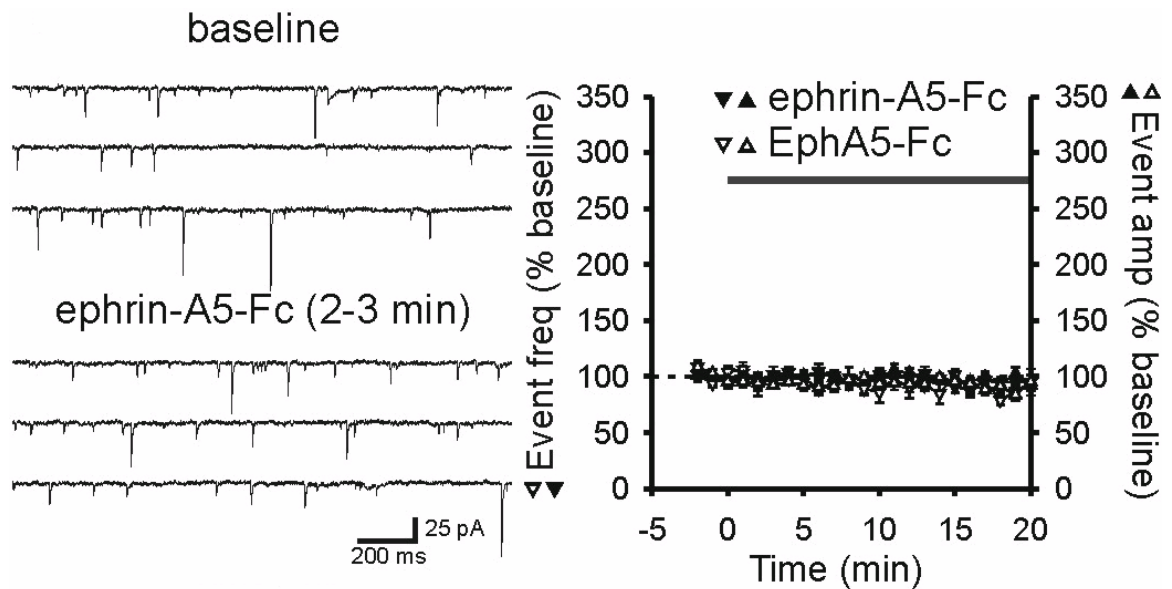 baseline
ephrin-A5-Fc (2-3 min)
25 pA
200 ms
▽▼Event freq (% baseline)
350
300
250
200
150
100
50
0
▼▲ ephrin-A5-Fc
▽△ EphA5-Fc
-5 0 5 10 15 20
Time (min)
350
300
250
200
150
100
50
0
▲△Event amp (% baseline)